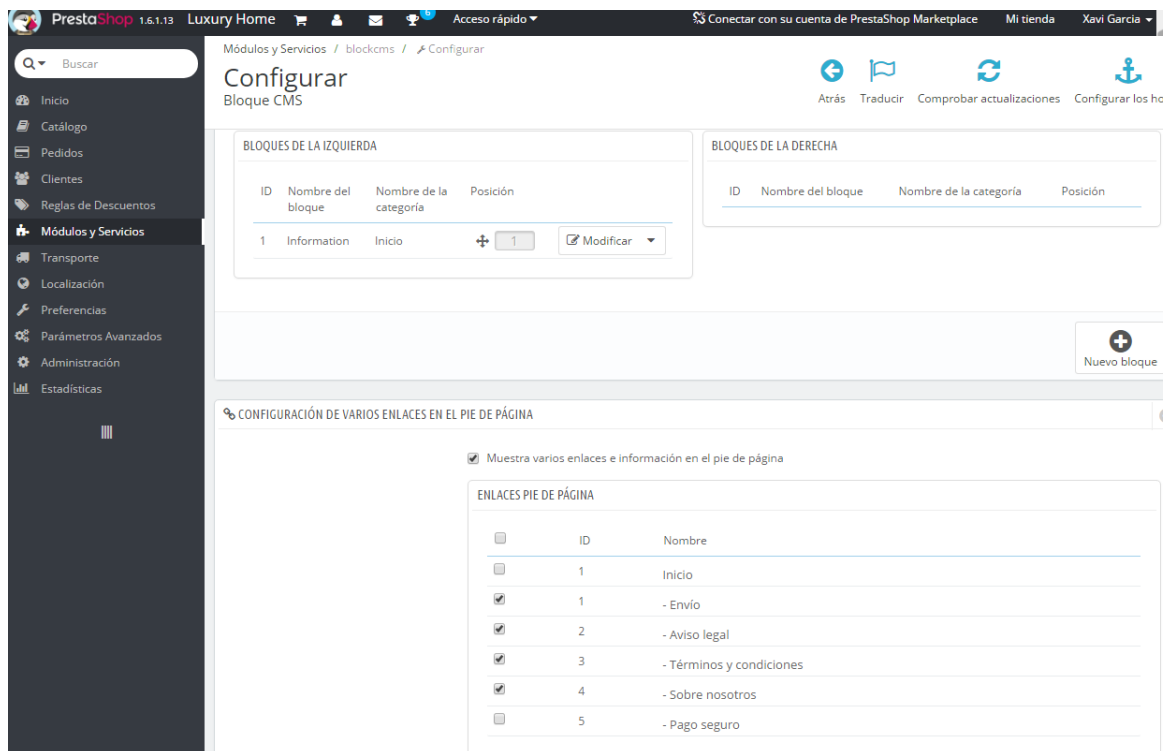 PrestaShop 1.6.1.13 Luxury Home 6 Acceso rápido Conectar con su cuenta de PrestaShop Marketplace Mi tienda Xavi Garcia
Buscar
Inicio
Catálogo
Pedidos
Clientes
Reglas de Descuentos
Módulos y Servicios
Transporte
Localización
Preferencias
Parámetros Avanzados
Administración
Estadísticas
Módulos y Servicios / blockcms / Configurar
Configurar
Bloque CMS
Atrás Traducir Comprobar actualizaciones Configurar los ho
BLOQUES DE LA IZQUIERDA
ID Nombre del bloque Nombre de la categoría Posición
1 Information Inicio 1 Modificar
BLOQUES DE LA DERECHA
ID Nombre del bloque Nombre de la categoría Posición
Nuevo bloque
CONFIGURACIÓN DE VARIOS ENLACES EN EL PIE DE PÁGINA
Muestra varios enlaces e información en el pie de página
ENLACES PIE DE PÁGINA
ID Nombre
1 Inicio
1 - Envío
2 - Aviso legal
3 - Términos y condiciones
4 - Sobre nosotros
5 - Pago seguro